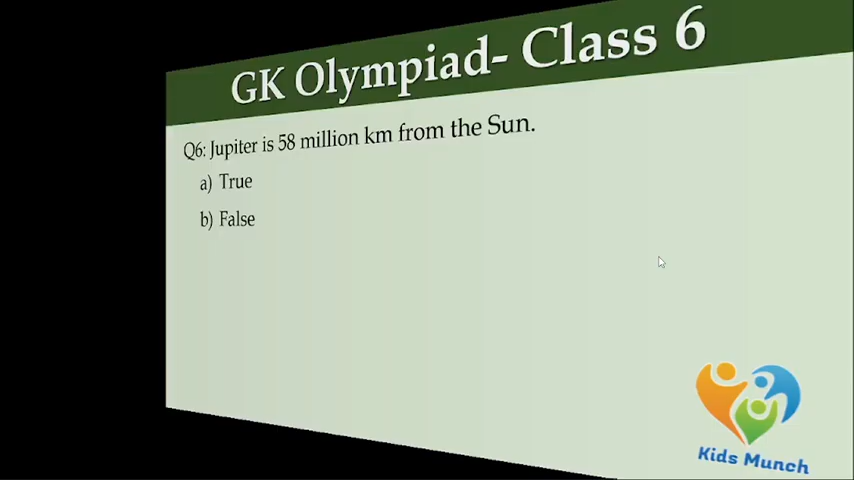 GK Olympiad- Class 6
Q6: Jupiter is 58 million km from the Sun.
a) True
b) False
Kids Munch